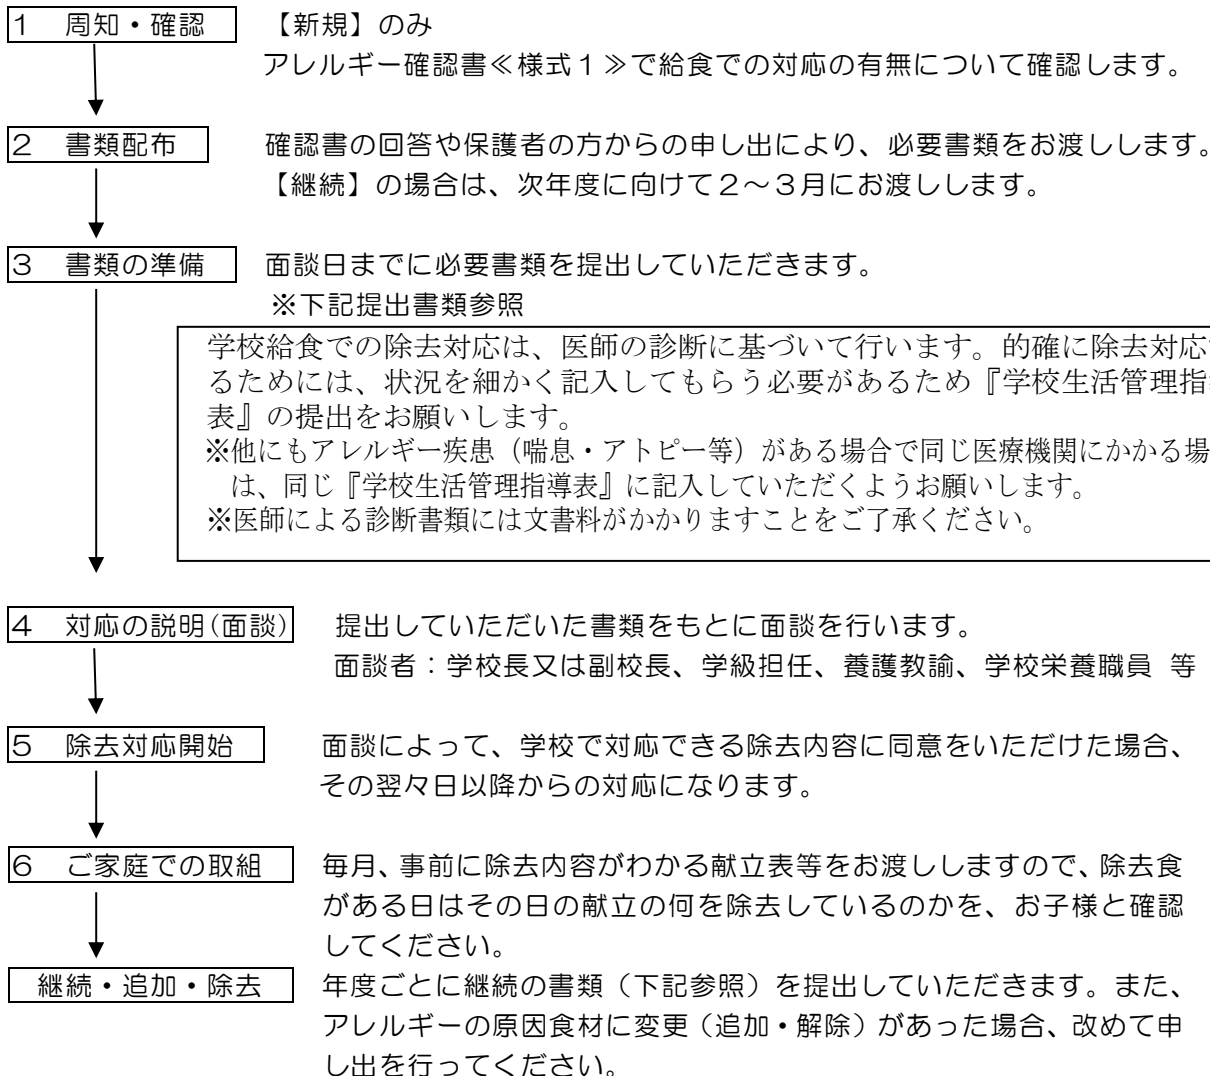 1　周知・確認　【新規】のみ
アレルギー確認書≪様式１≫で給食での対応の有無について確認します。
2　書類配布　確認書の回答や保護者の方からの申し出により、必要書類をお渡しします。
【継続】の場合は、次年度に向けて２～３月にお渡しします。
3　書類の準備　面談日までに必要書類を提出していただきます。
※下記提出書類参照
学校給食での除去対応は、医師の診断に基づいて行います。的確に除去対応
るためには、状況を細かく記入してもらう必要があるため『学校生活管理指
表』の提出をお願いします。
※他にもアレルギー疾患（喘息・アトピー等）がある場合で同じ医療機関にかかる場
は、同じ『学校生活管理指導表』に記入していただくようお願いします。
※医師による診断書類には文書料がかかりますことをご了承ください。
4　対応の説明(面談)　提出していただいた書類をもとに面談を行います。
面談者：学校長又は副校長、学級担任、養護教諭、学校栄養職員 等
5　除去対応開始　面談によって、学校で対応できる除去内容に同意をいただけた場合、
その翌々日以降からの対応になります。
6　ご家庭での取組　毎月、事前に除去内容がわかる献立表等をお渡ししますので、除去食
がある日はその日の献立の何を除去しているのかを、お子様と確認
してください。
継続・追加・除去　年度ごとに継続の書類（下記参照）を提出していただきます。また、
アレルギーの原因食材に変更（追加・解除）があった場合、改めて申
し出を行ってください。